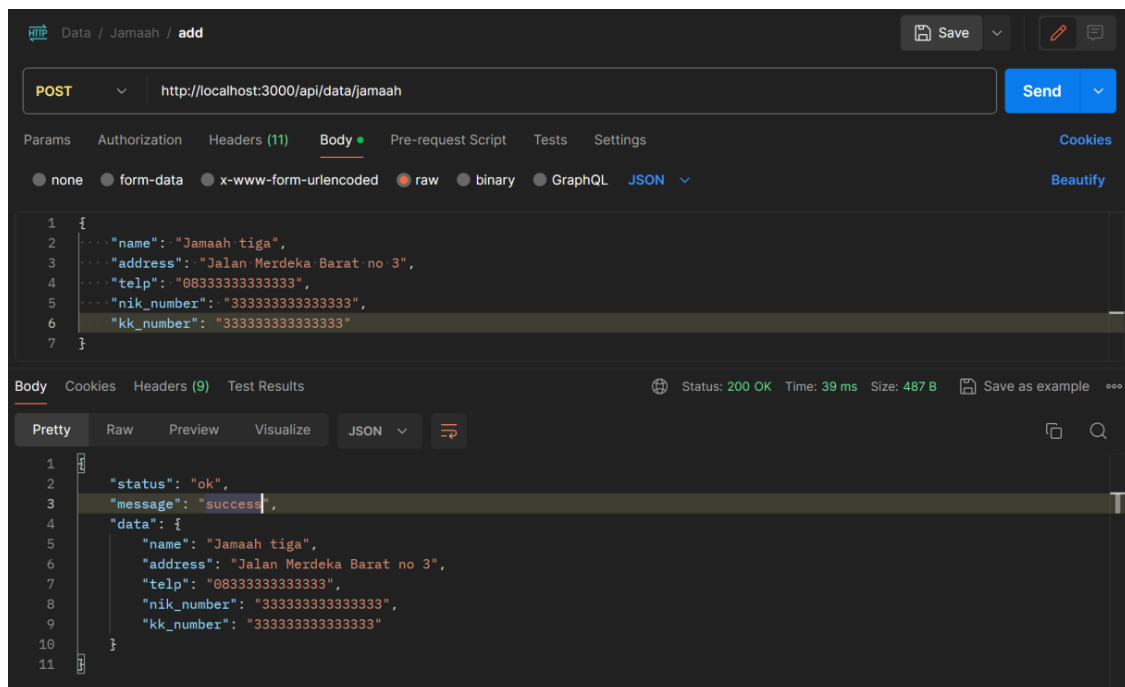 HTTP Data / Jamaah / add Save
POST http://localhost:3000/api/data/jamaah Send
Params Authorization Headers (11) Body Pre-request Script Tests Settings Cookies
none form-data x-www-form-urlencoded raw binary GraphQL JSON Beautify
1 {
2 "name": "Jamaah tiga",
3 "address": "Jalan Merdeka Barat no 3",
4 "telp": "08333333333333",
5 "nik_number": "333333333333333",
6 "kk_number": "333333333333333"
7 }
Body Cookies Headers (9) Test Results Status: 200 OK Time: 39 ms Size: 487 B Save as example
Pretty Raw Preview Visualize JSON
1 {
2 "status": "ok",
3 "message": "success",
4 "data": {
5 "name": "Jamaah tiga",
6 "address": "Jalan Merdeka Barat no 3",
7 "telp": "08333333333333",
8 "nik_number": "333333333333333",
9 "kk_number": "333333333333333"
10 }
11 }